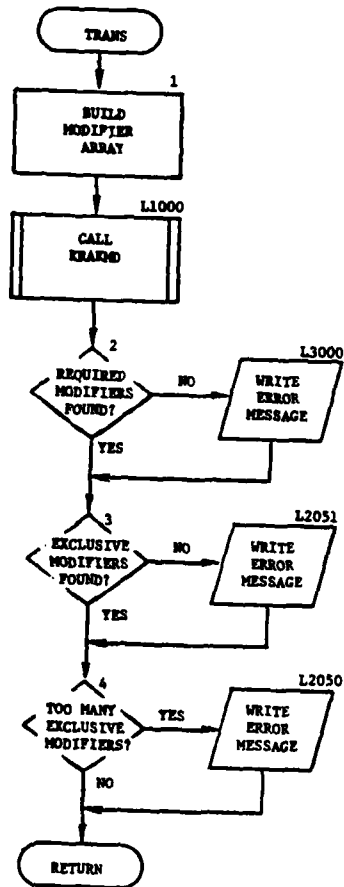 TRANS
1
BUILD
MODIFIER
ARRAY
L1000
CALL
KRAKMD
2
REQUIRED
MODIFIERS
FOUND?
NO
YES
L3000
WRITE
ERROR
MESSAGE
3
EXCLUSIVE
MODIFIERS
FOUND?
NO
YES
L2051
WRITE
ERROR
MESSAGE
4
TOO MANY
EXCLUSIVE
MODIFIERS?
YES
NO
L2050
WRITE
ERROR
MESSAGE
RETURN